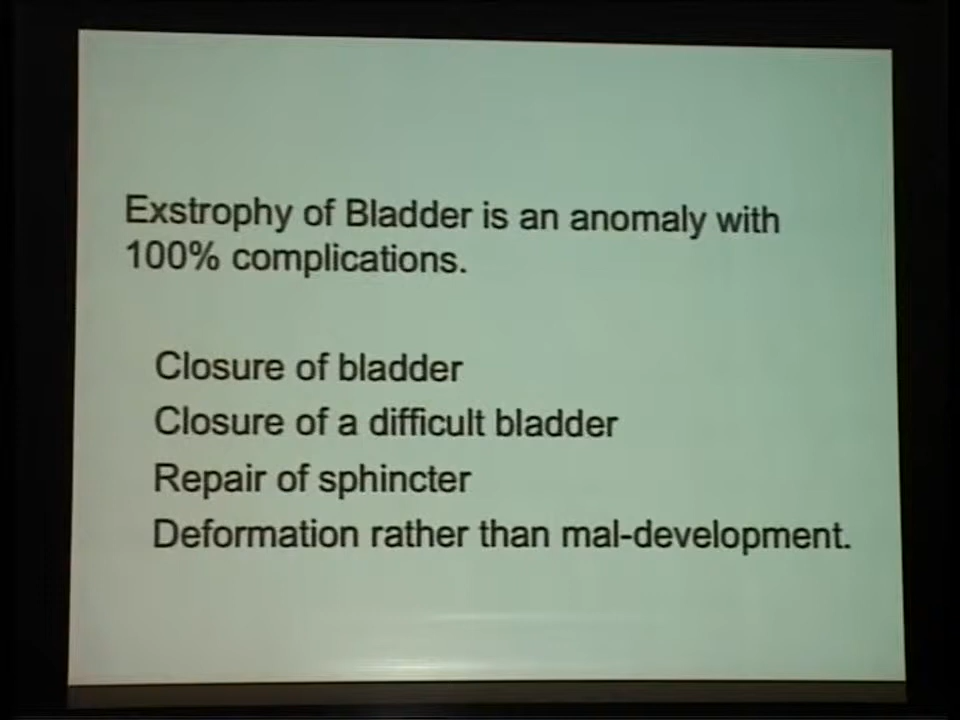 Exstrophy of Bladder is an anomaly with
100% complications.
Closure of bladder
Closure of a difficult bladder
Repair of sphincter
Deformation rather than mal-development.